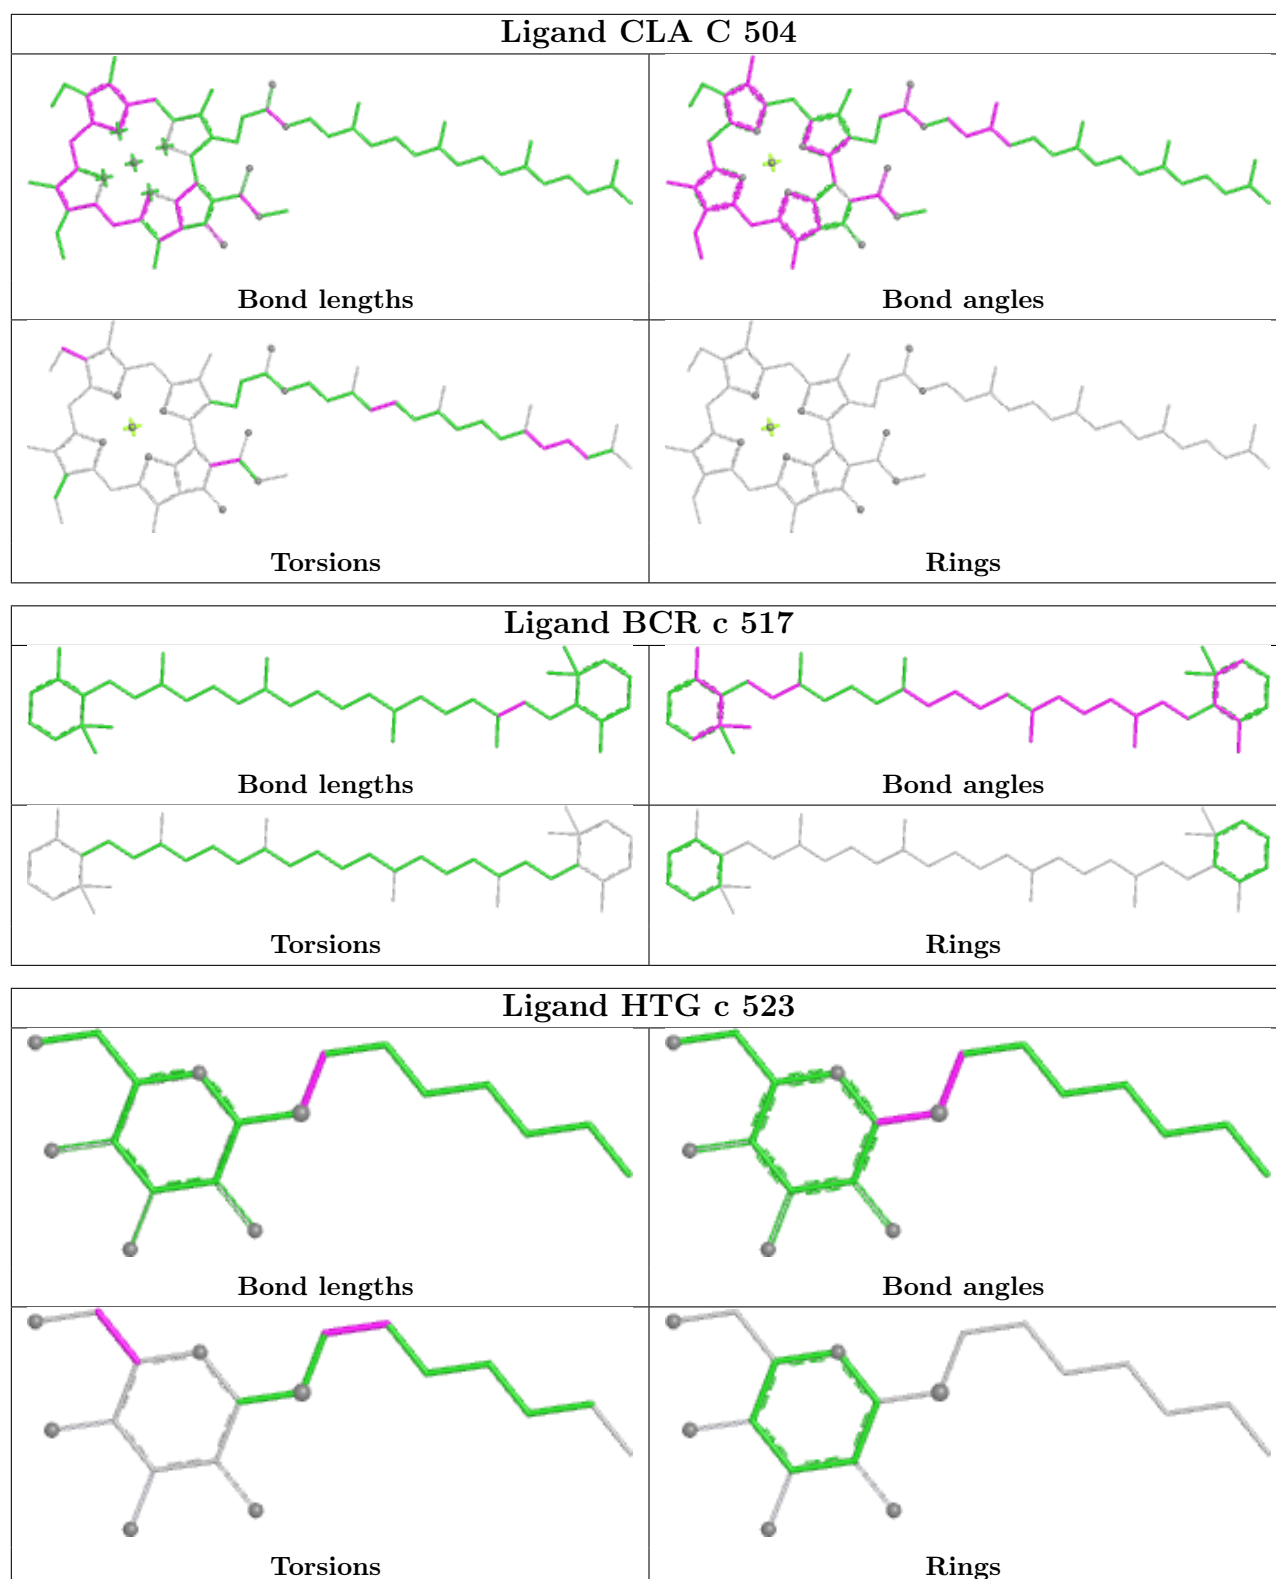 Ligand CLA C 504
Bond lengths
Bond angles
Torsions
Rings
Ligand BCR c 517
Bond lengths
Bond angles
Torsions
Rings
Ligand HTG c 523
Bond lengths
Bond angles
Torsions
Rings